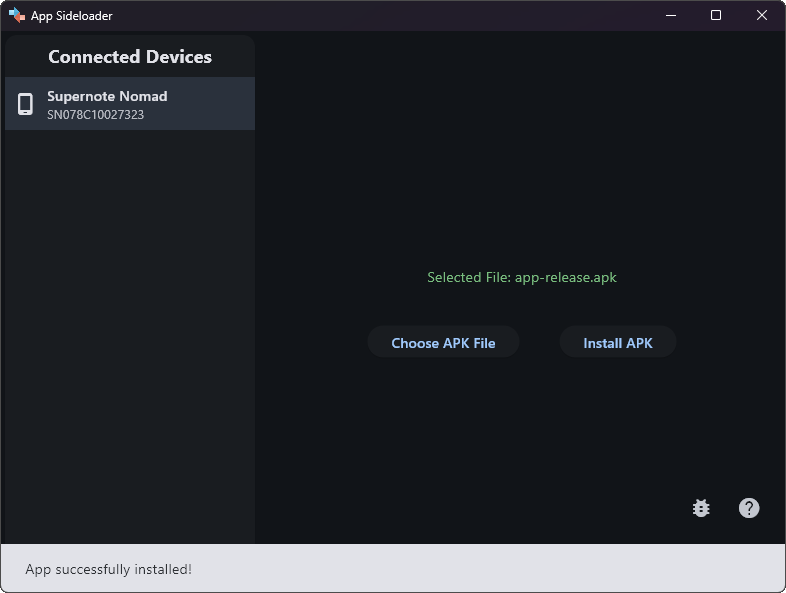 App Sideloader
Connected Devices
Supernote Nomad
SN078C10027323
Selected File: app-release.apk
Choose APK File
Install APK
?
App successfully installed!